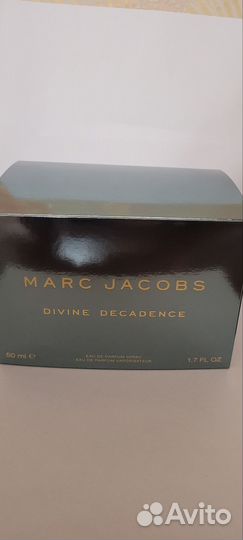 MARC JACOBS
DIVINE DECADENCE
EAU DE PARFUM SPRAY
50 ml ℮ EAU DE PARFUM VAPORISATEUR 1.7 FL OZ
Avito